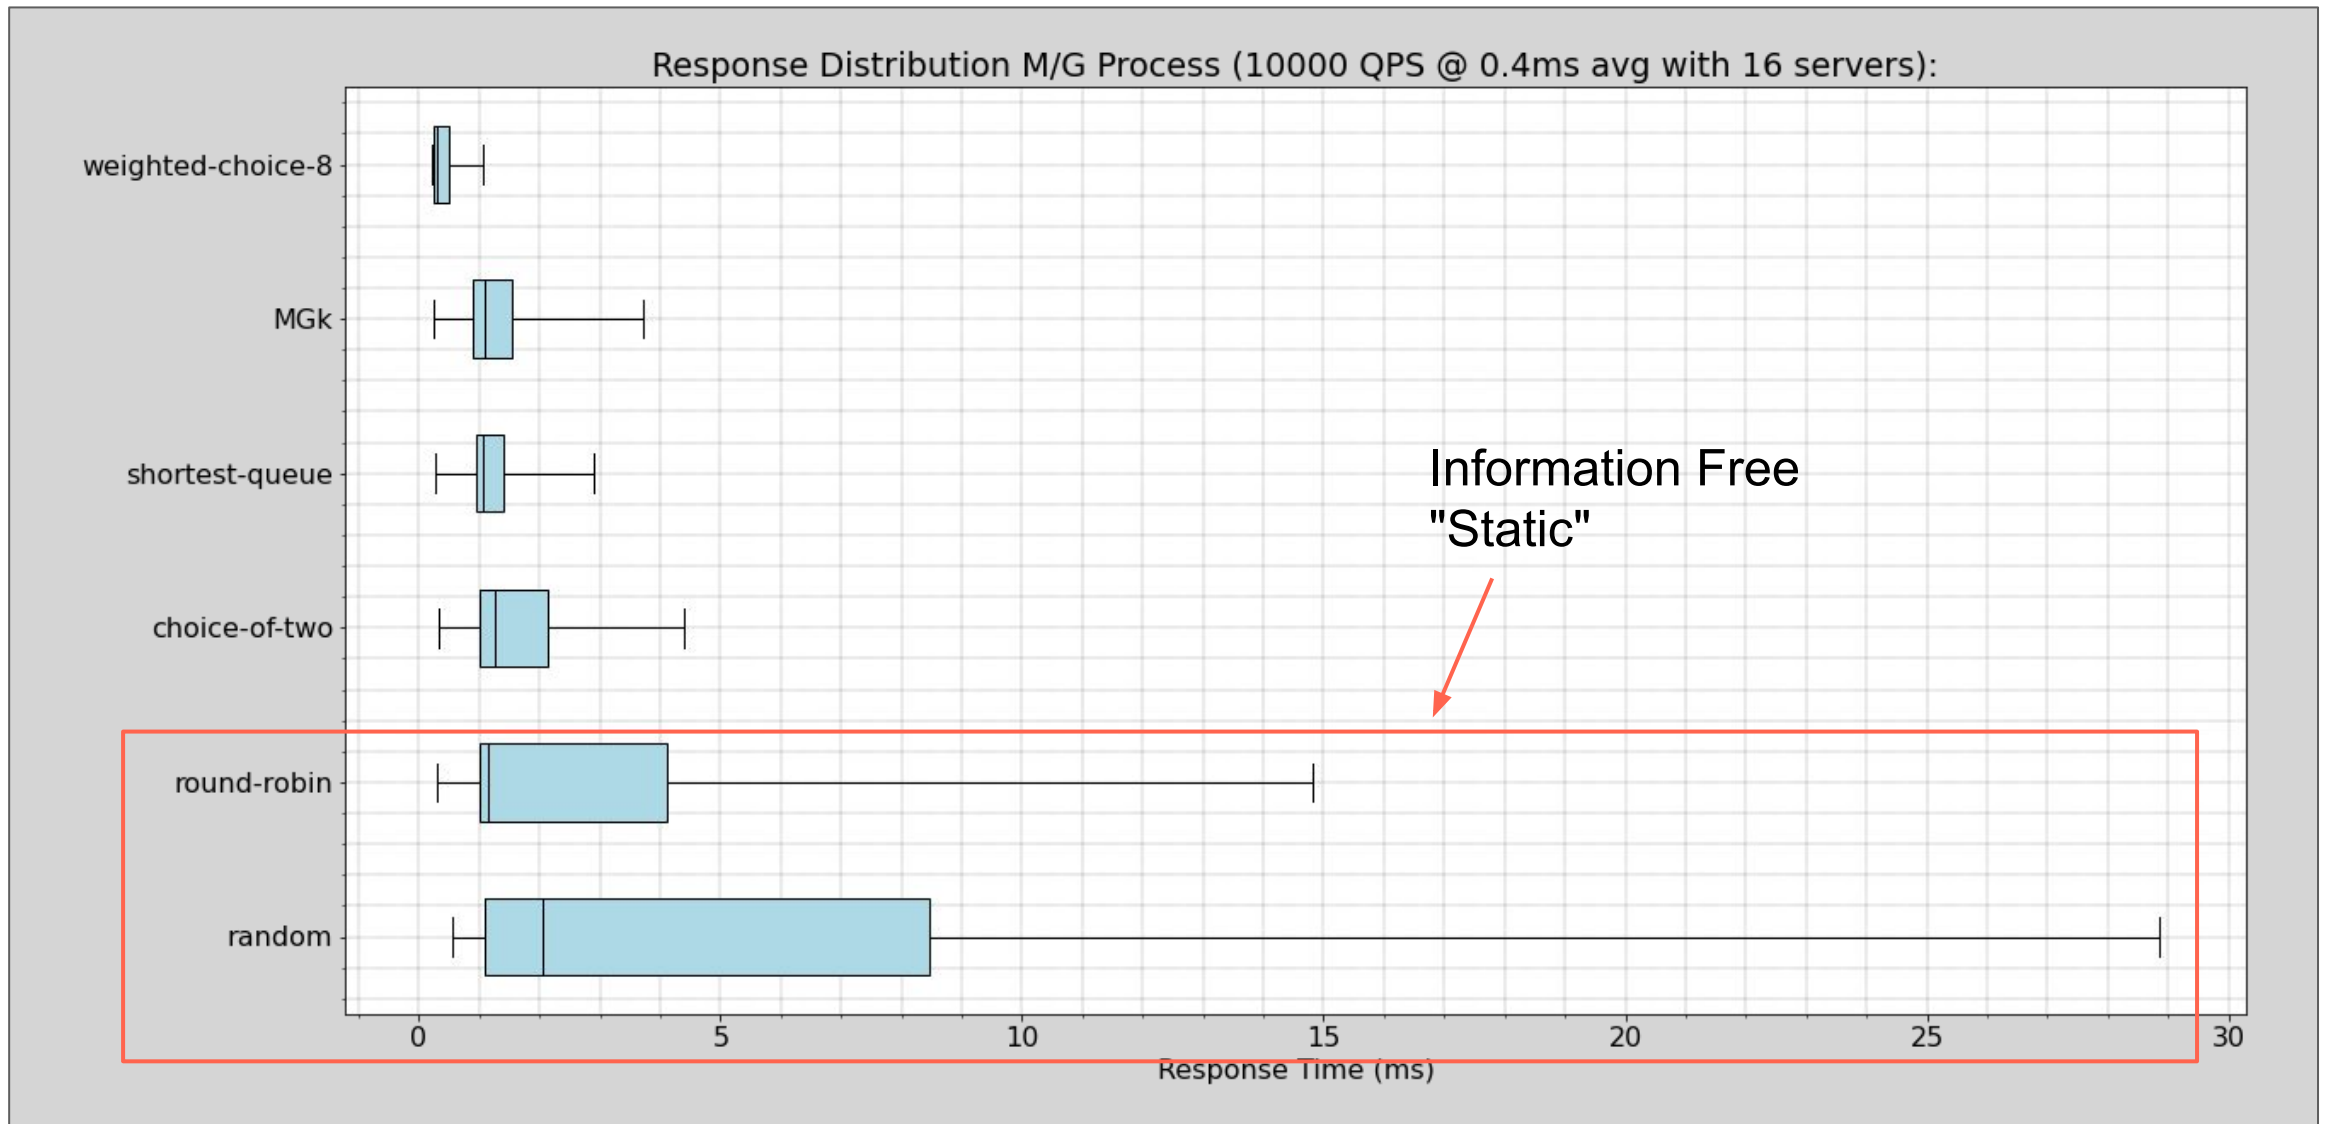 Response Distribution M/G Process (10000 QPS @ 0.4ms avg with 16 servers):
weighted-choice-8
MGk
shortest-queue
Information Free
"Static"
choice-of-two
round-robin
random
0 5 10 15 20 25 30
Response Time (ms)